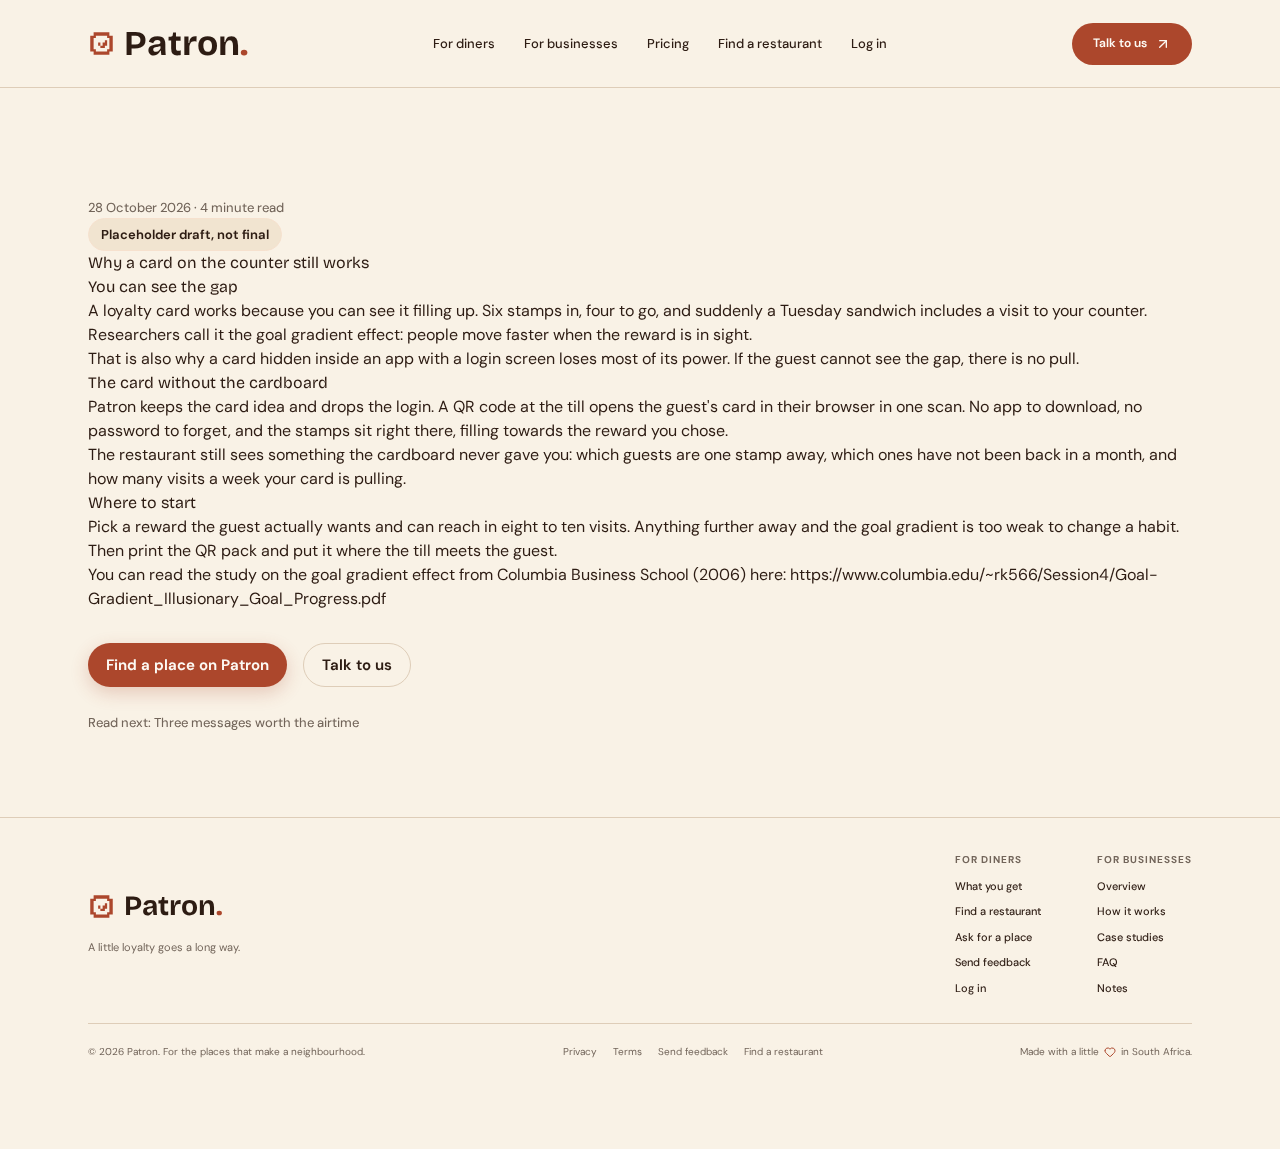 Patron.
For diners
For businesses
Pricing
Find a restaurant
Log in
Talk to us
28 October 2026 · 4 minute read
Placeholder draft, not final
Why a card on the counter still works
You can see the gap
A loyalty card works because you can see it filling up. Six stamps in, four to go, and suddenly a Tuesday sandwich includes a visit to your counter.
Researchers call it the goal gradient effect: people move faster when the reward is in sight.
That is also why a card hidden inside an app with a login screen loses most of its power. If the guest cannot see the gap, there is no pull.
The card without the cardboard
Patron keeps the card idea and drops the login. A QR code at the till opens the guest's card in their browser in one scan. No app to download, no
password to forget, and the stamps sit right there, filling towards the reward you chose.
The restaurant still sees something the cardboard never gave you: which guests are one stamp away, which ones have not been back in a month, and
how many visits a week your card is pulling.
Where to start
Pick a reward the guest actually wants and can reach in eight to ten visits. Anything further away and the goal gradient is too weak to change a habit.
Then print the QR pack and put it where the till meets the guest.
You can read the study on the goal gradient effect from Columbia Business School (2006) here: https://www.columbia.edu/~rk566/Session4/Goal-
Gradient_Illusionary_Goal_Progress.pdf
Find a place on Patron
Talk to us
Read next: Three messages worth the airtime
Patron.
A little loyalty goes a long way.
FOR DINERS
What you get
Find a restaurant
Ask for a place
Send feedback
Log in
FOR BUSINESSES
Overview
How it works
Case studies
FAQ
Notes
© 2026 Patron. For the places that make a neighbourhood.
Privacy
Terms
Send feedback
Find a restaurant
Made with a little in South Africa.